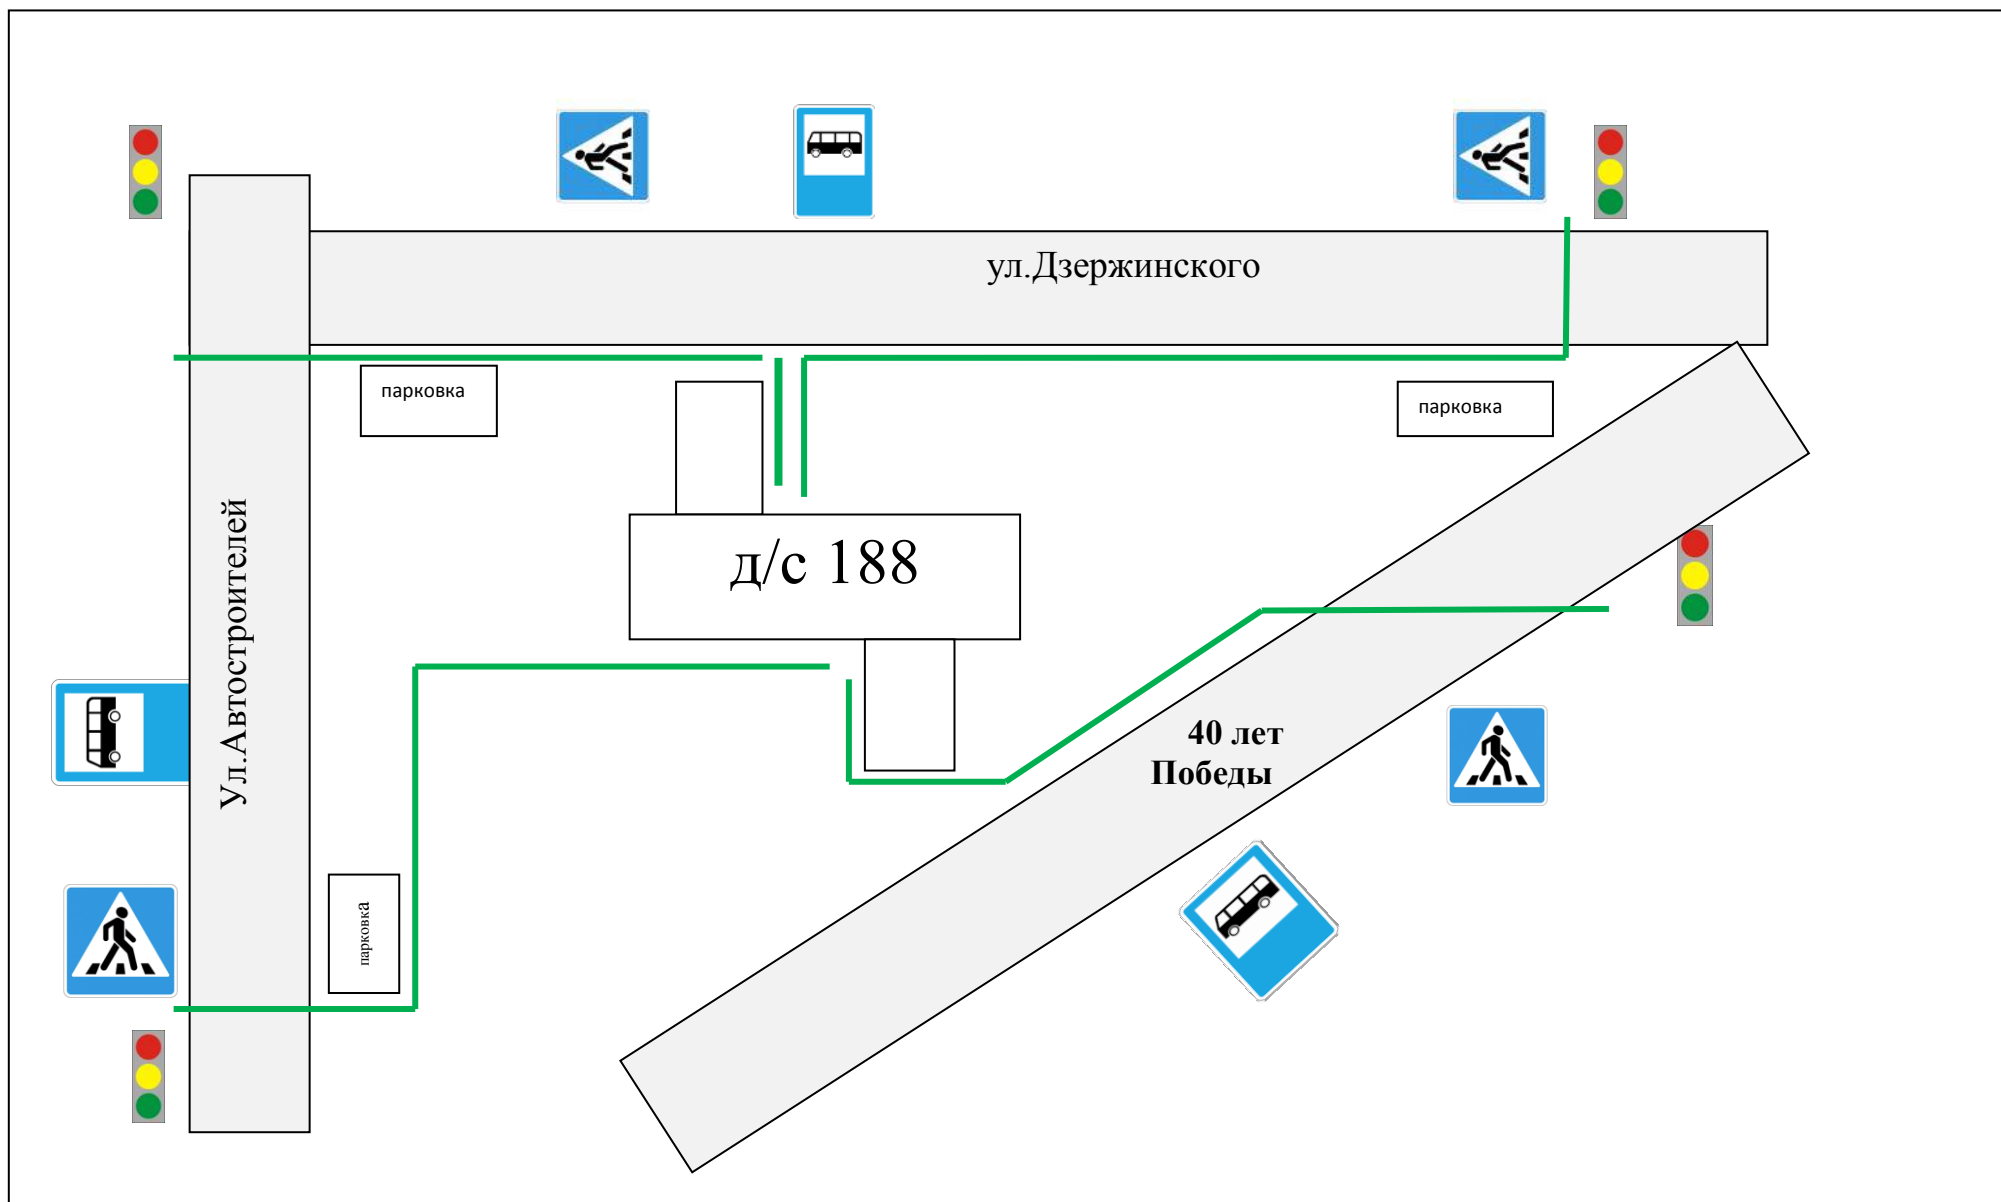 ул.Дзержинского
парковка
парковка
Ул.Автостроителей
д/с 188
40 лет
Победы
парковка